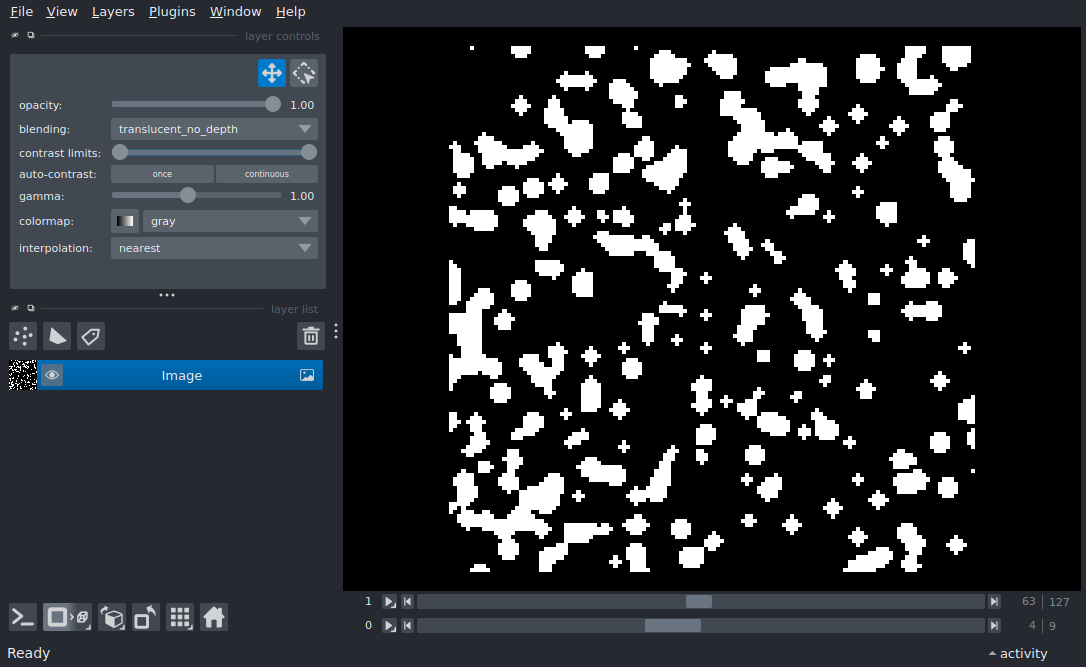 File View Layers Plugins Window Help
layer controls
opacity: 1.00
blending: translucent_no_depth
contrast limits:
auto-contrast: once continuous
gamma: 1.00
colormap: gray
interpolation: nearest
layer list
Image
1 63 | 127
0 4 | 9
Ready activity